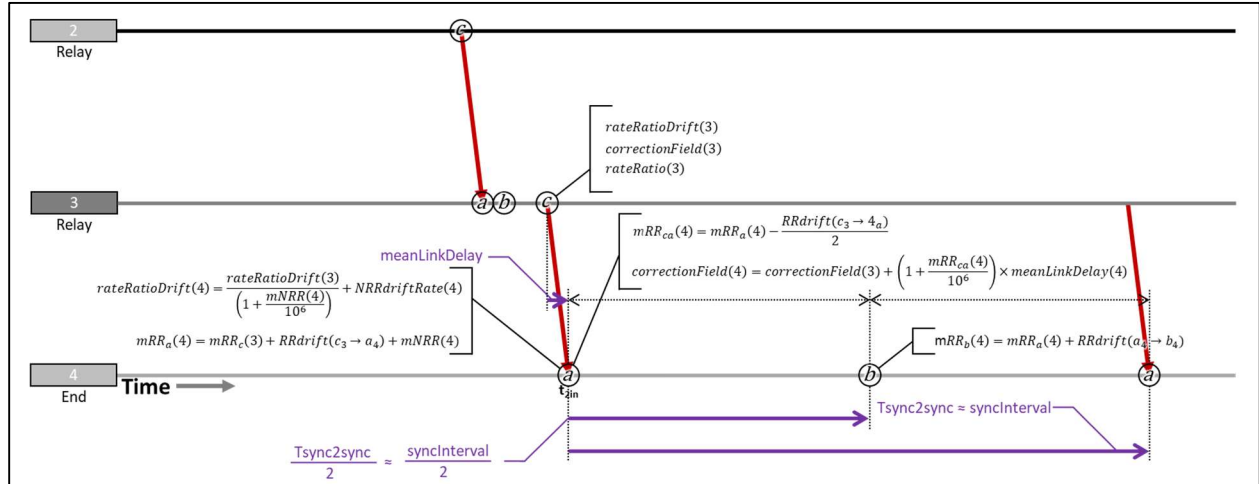 2
c
Relay
rateRatioDrift(3)
correctionField(3)
rateRatio(3)
3
a
b
c
Relay
mRR_ca(4) = mRR_a(4) − RRdrift(c_3 → 4_a) / 2
meanLinkDelay
correctionField(4) = correctionField(3) + (1 + mRR_ca(4) / 10^6) × meanLinkDelay(4)
rateRatioDrift(4) = rateRatioDrift(3) / (1 + mNRR(4) / 10^6) + NRRdriftRate(4)
mRR_a(4) = mRR_c(3) + RRdrift(c_3 → a_4) + mNRR(4)
mRR_b(4) = mRR_a(4) + RRdrift(a_4 → b_4)
4
Time
a
b
a
End
t_2in
Tsync2sync ≈ syncInterval
Tsync2sync / 2 ≈ syncInterval / 2